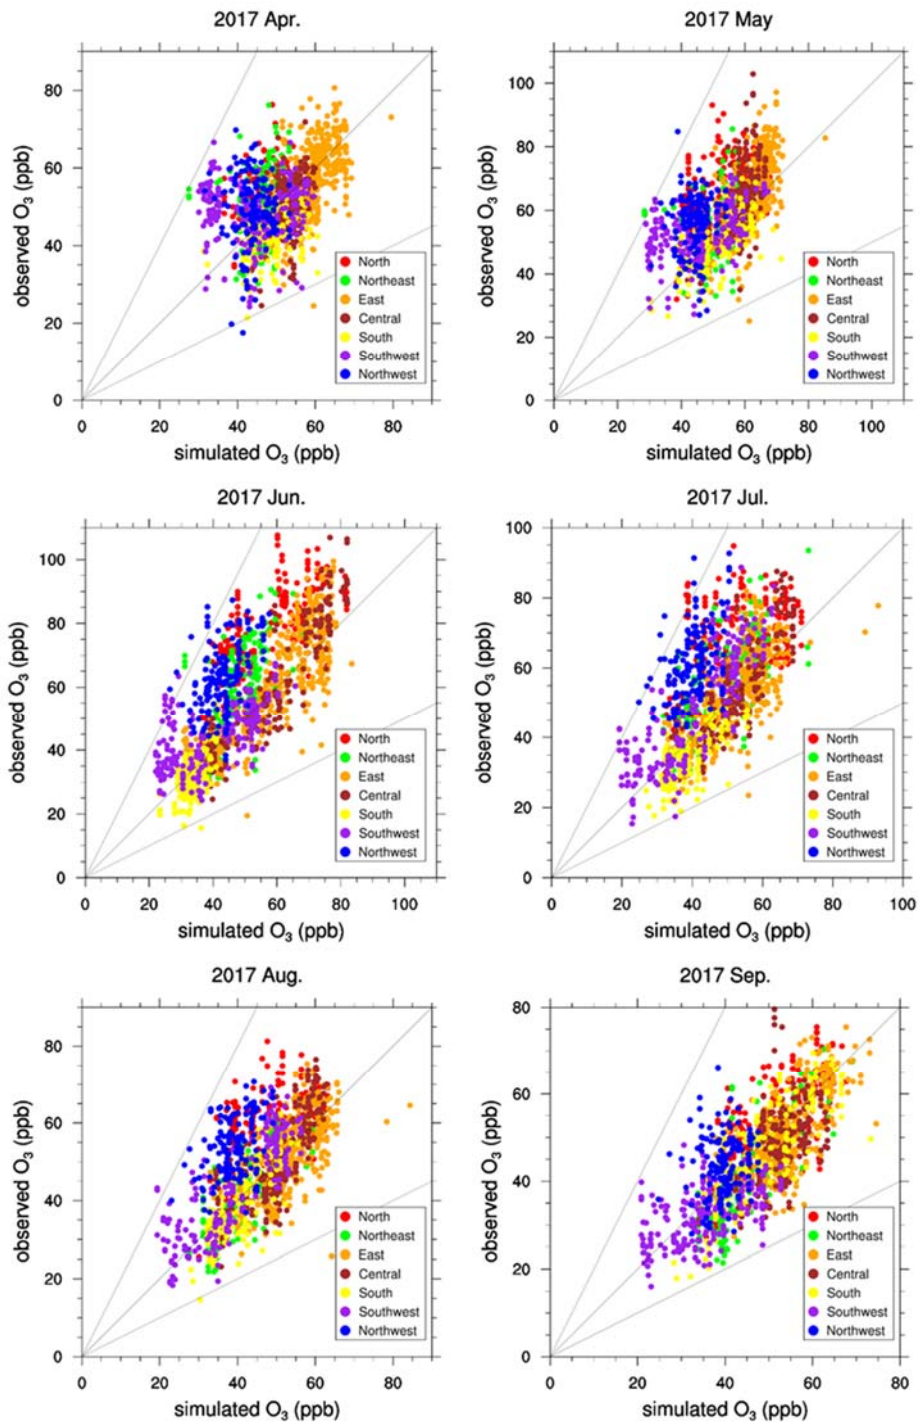 2017 Apr.
observed O3 (ppb)
80
60
40
20
0
North
Northeast
East
Central
South
Southwest
Northwest
0 20 40 60 80
simulated O3 (ppb)
2017 May
observed O3 (ppb)
100
80
60
40
20
0
North
Northeast
East
Central
South
Southwest
Northwest
0 20 40 60 80 100
simulated O3 (ppb)
2017 Jun.
observed O3 (ppb)
100
80
60
40
20
0
North
Northeast
East
Central
South
Southwest
Northwest
0 20 40 60 80 100
simulated O3 (ppb)
2017 Jul.
observed O3 (ppb)
100
80
60
40
20
0
North
Northeast
East
Central
South
Southwest
Northwest
0 20 40 60 80 100
simulated O3 (ppb)
2017 Aug.
observed O3 (ppb)
80
60
40
20
0
North
Northeast
East
Central
South
Southwest
Northwest
0 20 40 60 80
simulated O3 (ppb)
2017 Sep.
observed O3 (ppb)
80
60
40
20
0
North
Northeast
East
Central
South
Southwest
Northwest
0 20 40 60 80
simulated O3 (ppb)